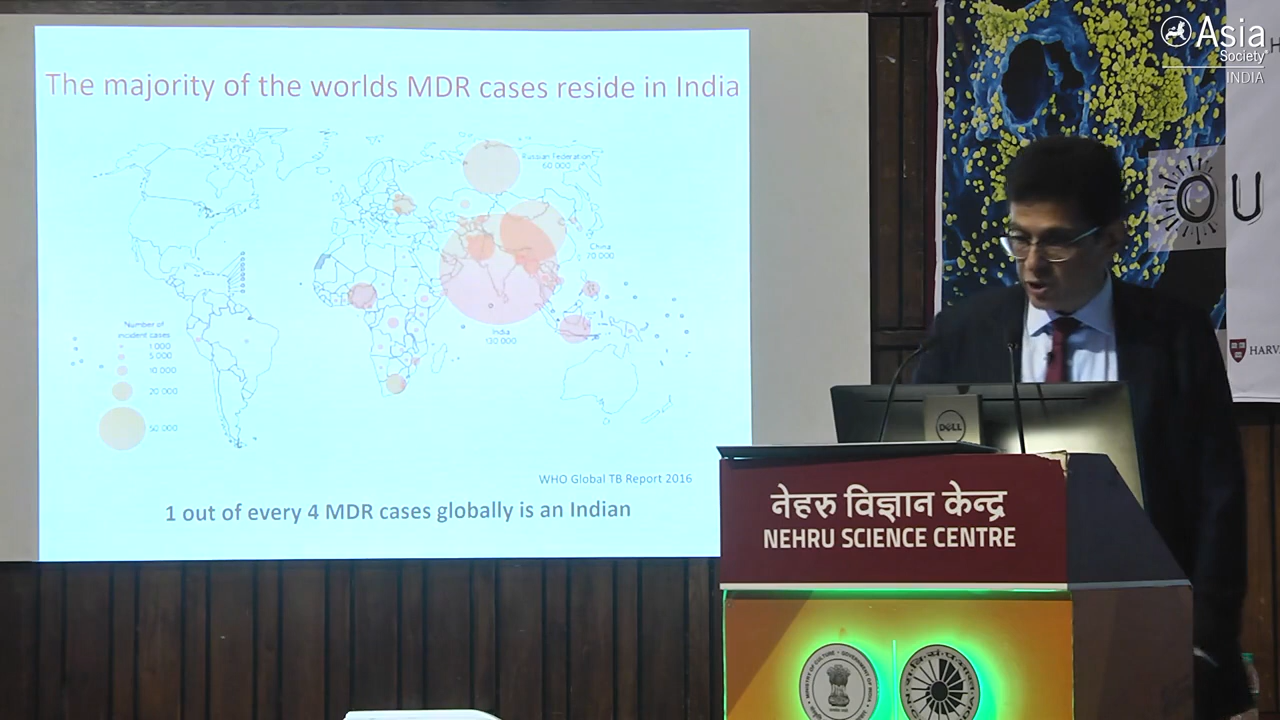 The majority of the worlds MDR cases reside in India
Russian Federation
60 000
China
70 000
India
130 000
Number of
incident cases
1 000
5 000
10 000
20 000
50 000
WHO Global TB Report 2016
1 out of every 4 MDR cases globally is an Indian
Asia
Society
INDIA
OU
HARV
DELL
नेहरु विज्ञान केन्द्र
NEHRU SCIENCE CENTRE